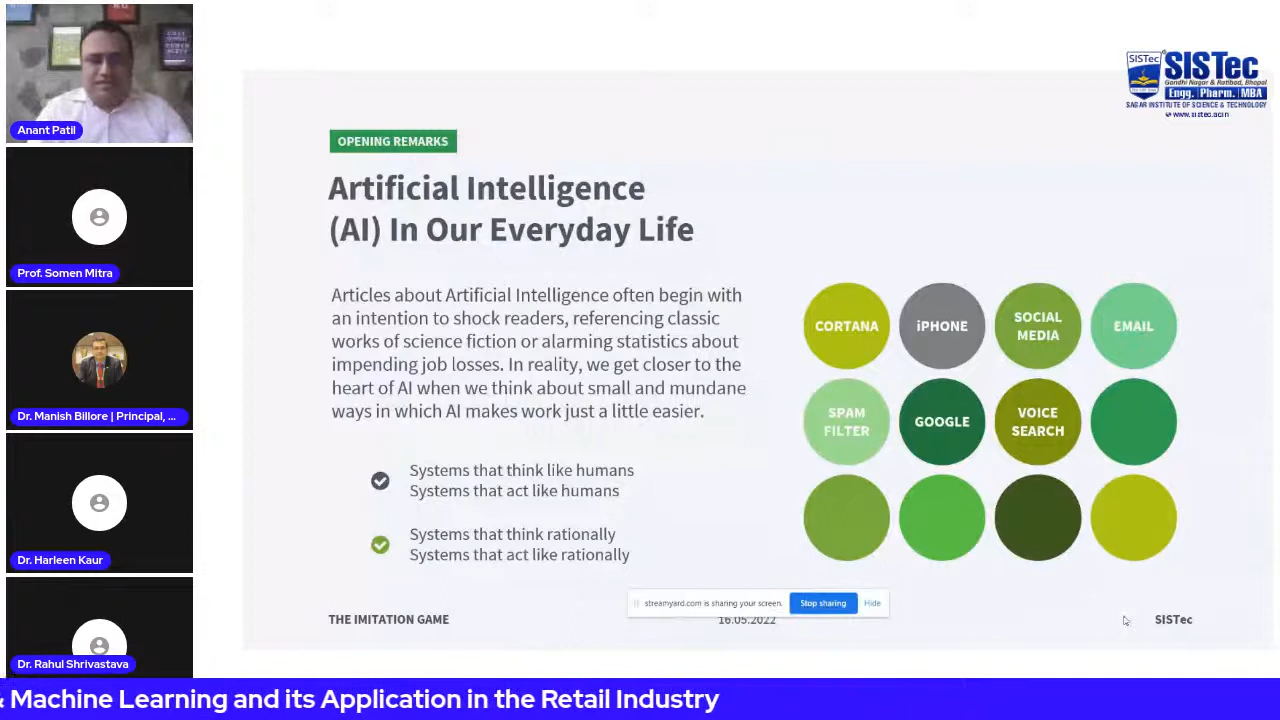 Anant Patil
Prof. Somen Mitra
Dr. Manish Billore | Principal, ...
Dr. Harleen Kaur
Dr. Rahul Shrivastava
SISTec
SISTec
Gandhi Nagar & Ratibad, Bhopal
Engg. | Pharm. | MBA
SAGAR INSTITUTE OF SCIENCE & TECHNOLOGY
www.sistec.ac.in
OPENING REMARKS
Artificial Intelligence
(AI) In Our Everyday Life
Articles about Artificial Intelligence often begin with
an intention to shock readers, referencing classic
works of science fiction or alarming statistics about
impending job losses. In reality, we get closer to the
heart of AI when we think about small and mundane
ways in which AI makes work just a little easier.
Systems that think like humans
Systems that act like humans
Systems that think rationally
Systems that act like rationally
CORTANA
iPHONE
SOCIAL
MEDIA
EMAIL
SPAM
FILTER
GOOGLE
VOICE
SEARCH
streamyard.com is sharing your screen.
Stop sharing
Hide
THE IMITATION GAME
16.05.2022
SISTec
& Machine Learning and its Application in the Retail Industry